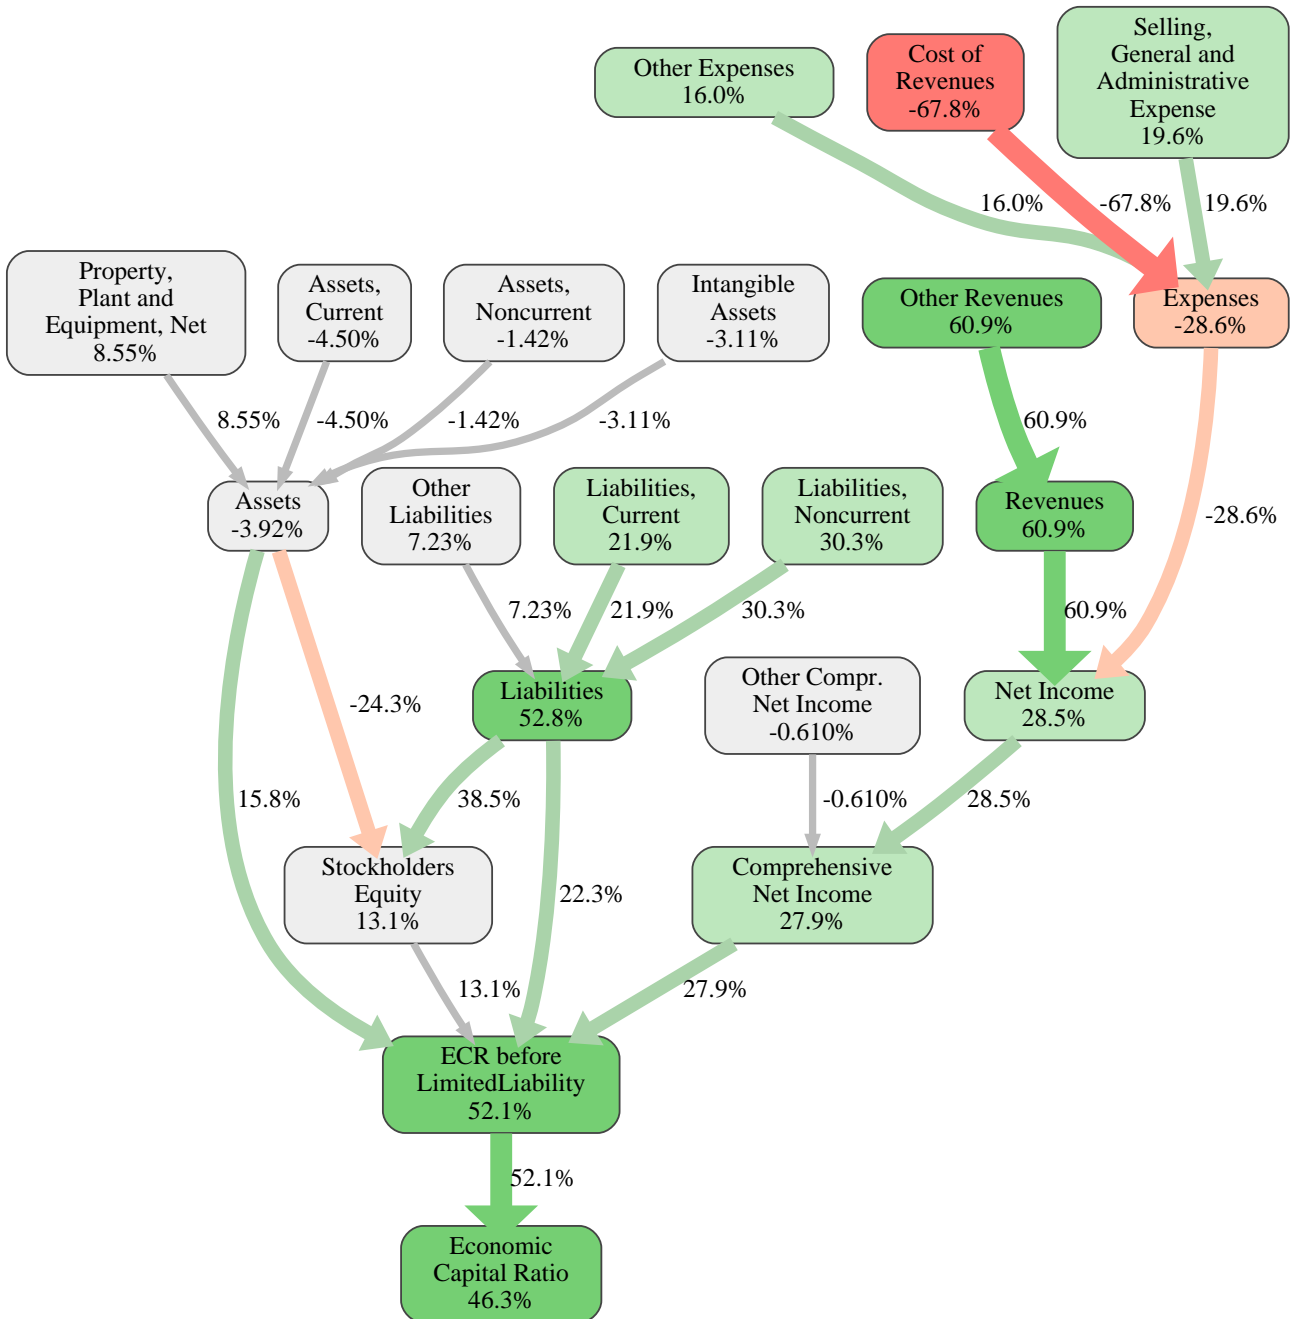 Other Expenses
16.0%
Cost of
Revenues
-67.8%
Selling,
General and
Administrative
Expense
19.6%
16.0%
-67.8%
19.6%
Property,
Plant and
Equipment, Net
8.55%
Assets,
Current
-4.50%
Assets,
Noncurrent
-1.42%
Intangible
Assets
-3.11%
Other Revenues
60.9%
Expenses
-28.6%
8.55%
-4.50%
-1.42%
-3.11%
60.9%
-28.6%
Assets
-3.92%
Other
Liabilities
7.23%
Liabilities,
Current
21.9%
Liabilities,
Noncurrent
30.3%
Revenues
60.9%
7.23%
21.9%
30.3%
60.9%
-24.3%
Liabilities
52.8%
Other Compr.
Net Income
-0.610%
Net Income
28.5%
15.8%
38.5%
-0.610%
28.5%
Stockholders
Equity
13.1%
22.3%
Comprehensive
Net Income
27.9%
13.1%
27.9%
ECR before
LimitedLiability
52.1%
52.1%
Economic
Capital Ratio
46.3%